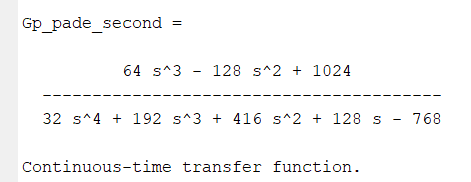 Gp_pade_second =
64 s^3 - 128 s^2 + 1024
-----------------------------------------
32 s^4 + 192 s^3 + 416 s^2 + 128 s - 768
Continuous-time transfer function.